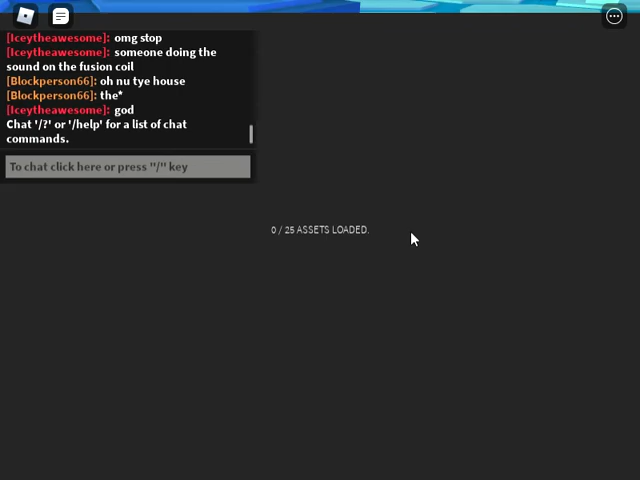 [Iceytheawesome]: omg stop
[Iceytheawesome]: someone doing the
sound on the fusion coil
[Blockperson66]: oh nu tye house
[Blockperson66]: the*
[Iceytheawesome]: god
Chat '/?' or '/help' for a list of chat
commands.
To chat click here or press "/" key
0 / 25 ASSETS LOADED.